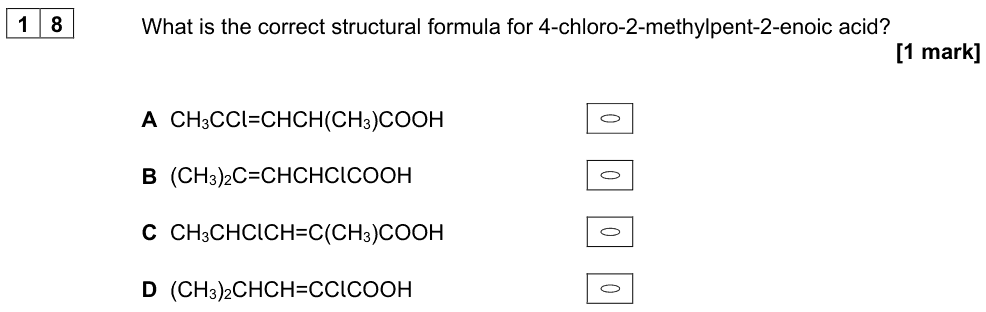 1 8 What is the correct structural formula for 4-chloro-2-methylpent-2-enoic acid?
[1 mark]
A CH₃CCl=CHCH(CH₃)COOH
B (CH₃)₂C=CHCHClCOOH
C CH₃CHClCH=C(CH₃)COOH
D (CH₃)₂CHCH=CClCOOH